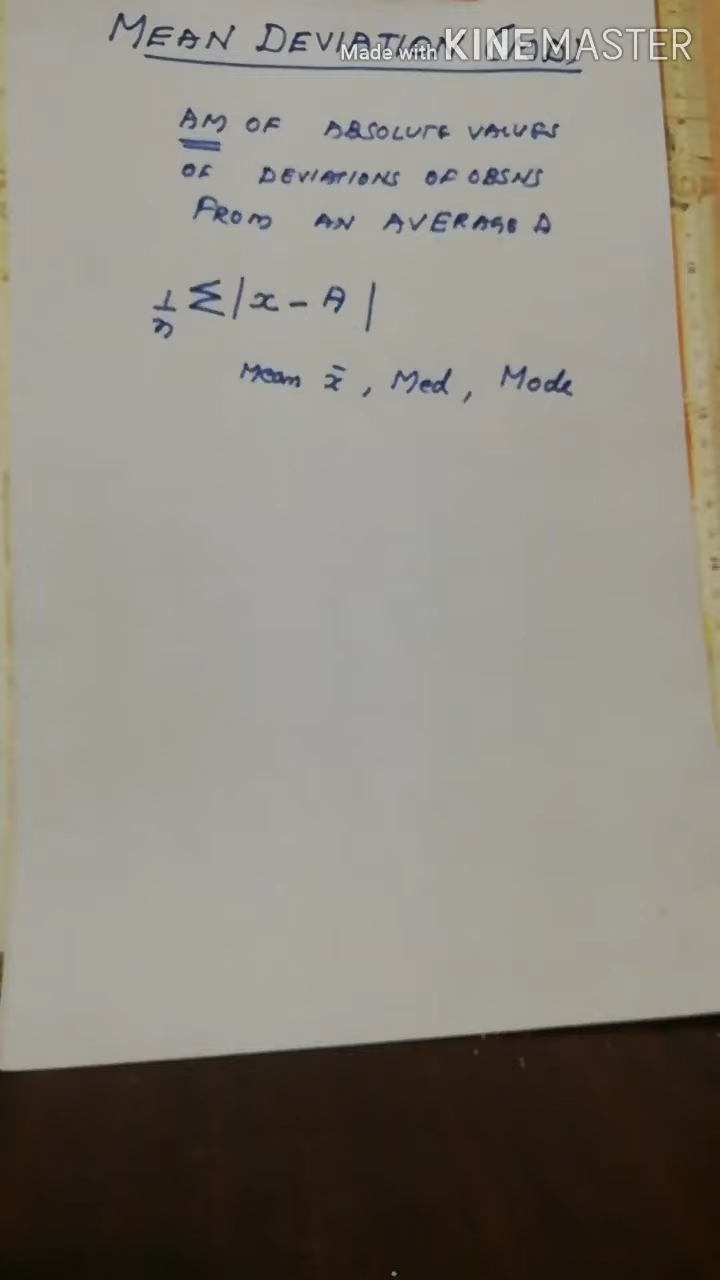 MEAN DEVIATION
Made with KINEMASTER
AM OF ABSOLUTE VALUES
OF DEVIATIONS OF OBSNS
FROM AN AVERAGE A
1/n Σ|x - A|
Mean x̄, Med, Mode